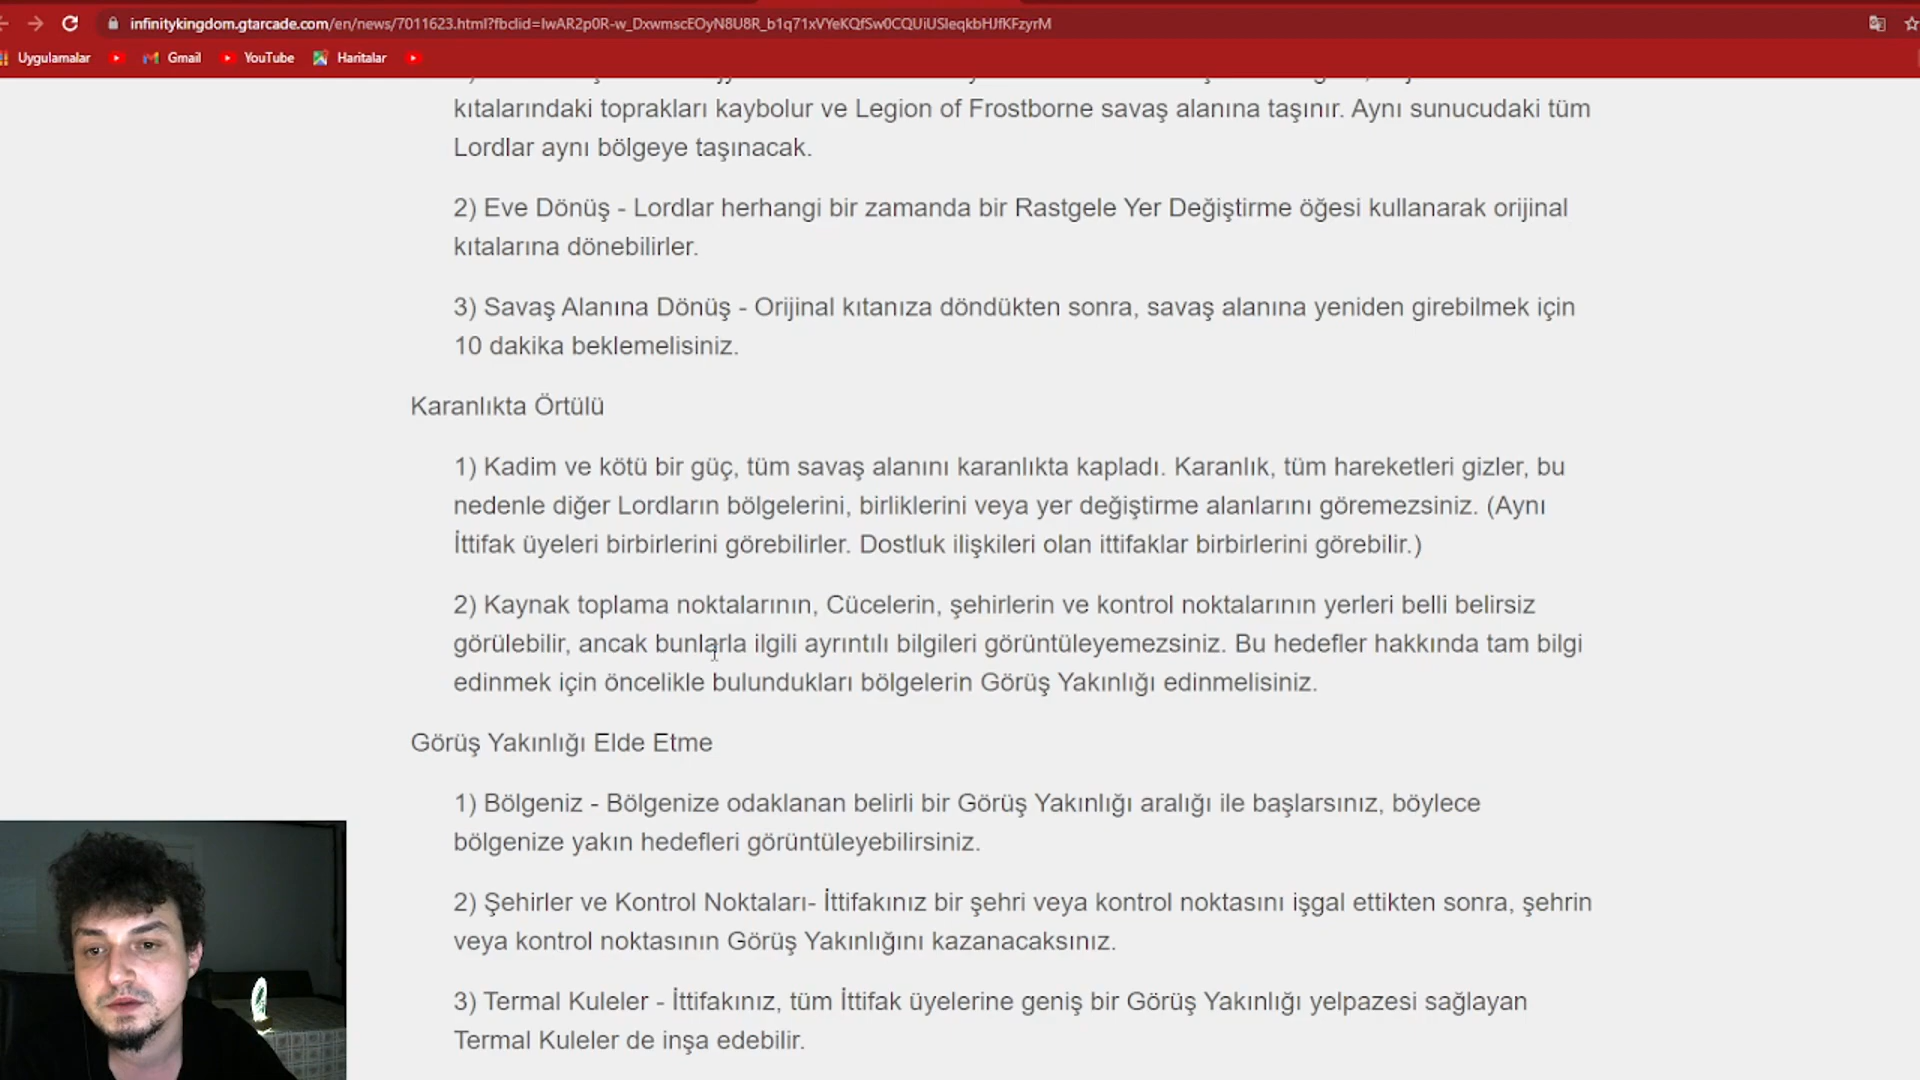 infinitykingdom.gtarcade.com/en/news/7011623.html?fbclid=IwAR2p0R-w_DxwmscEOyN8U8R_b1q71xVYeKQfSw0CQUiUSleqkbHJfKFzyrM
Uygulamalar Gmail YouTube Haritalar
kıtalarındaki toprakları kaybolur ve Legion of Frostborne savaş alanına taşınır. Aynı sunucudaki tüm
Lordlar aynı bölgeye taşınacak.
2) Eve Dönüş - Lordlar herhangi bir zamanda bir Rastgele Yer Değiştirme öğesi kullanarak orijinal
kıtalarına dönebilirler.
3) Savaş Alanına Dönüş - Orijinal kıtanıza döndükten sonra, savaş alanına yeniden girebilmek için
10 dakika beklemelisiniz.
Karanlıkta Örtülü
1) Kadim ve kötü bir güç, tüm savaş alanını karanlıkta kapladı. Karanlık, tüm hareketleri gizler, bu
nedenle diğer Lordların bölgelerini, birliklerini veya yer değiştirme alanlarını göremezsiniz. (Aynı
İttifak üyeleri birbirlerini görebilirler. Dostluk ilişkileri olan ittifaklar birbirlerini görebilir.)
2) Kaynak toplama noktalarının, Cücelerin, şehirlerin ve kontrol noktalarının yerleri belli belirsiz
görülebilir, ancak bunlarla ilgili ayrıntılı bilgileri görüntüleyemezsiniz. Bu hedefler hakkında tam bilgi
edinmek için öncelikle bulundukları bölgelerin Görüş Yakınlığı edinmelisiniz.
Görüş Yakınlığı Elde Etme
1) Bölgeniz - Bölgenize odaklanan belirli bir Görüş Yakınlığı aralığı ile başlarsınız, böylece
bölgenize yakın hedefleri görüntüleyebilirsiniz.
2) Şehirler ve Kontrol Noktaları- İttifakınız bir şehri veya kontrol noktasını işgal ettikten sonra, şehrin
veya kontrol noktasının Görüş Yakınlığını kazanacaksınız.
3) Termal Kuleler - İttifakınız, tüm İttifak üyelerine geniş bir Görüş Yakınlığı yelpazesi sağlayan
Termal Kuleler de inşa edebilir.